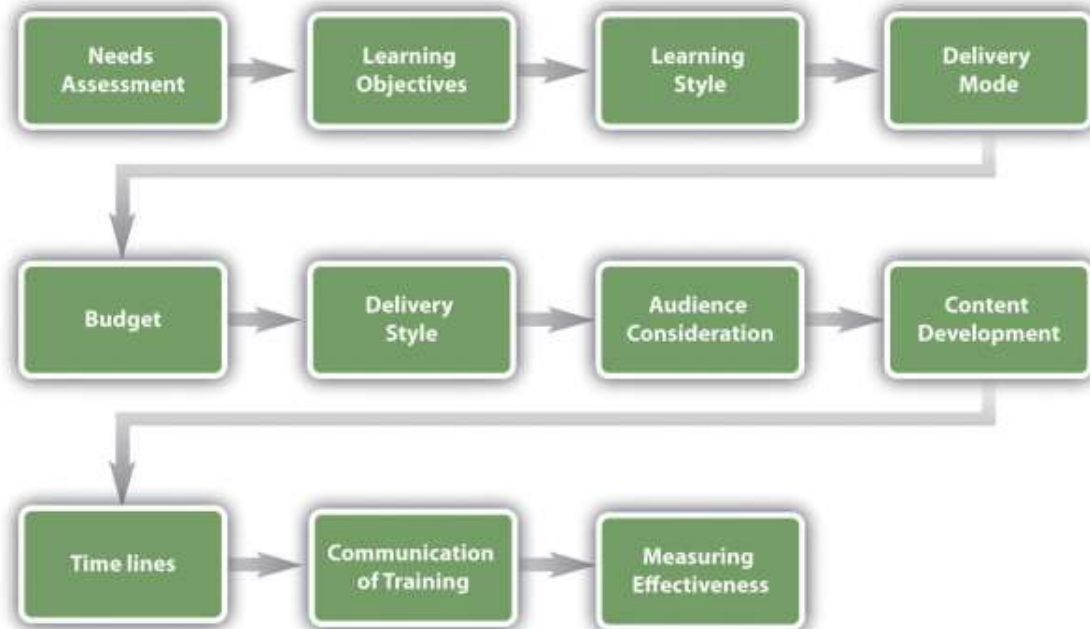 Needs
Assessment
Learning
Objectives
Learning
Style
Delivery
Mode
Budget
Delivery
Style
Audience
Consideration
Content
Development
Time lines
Communication
of Training
Measuring
Effectiveness